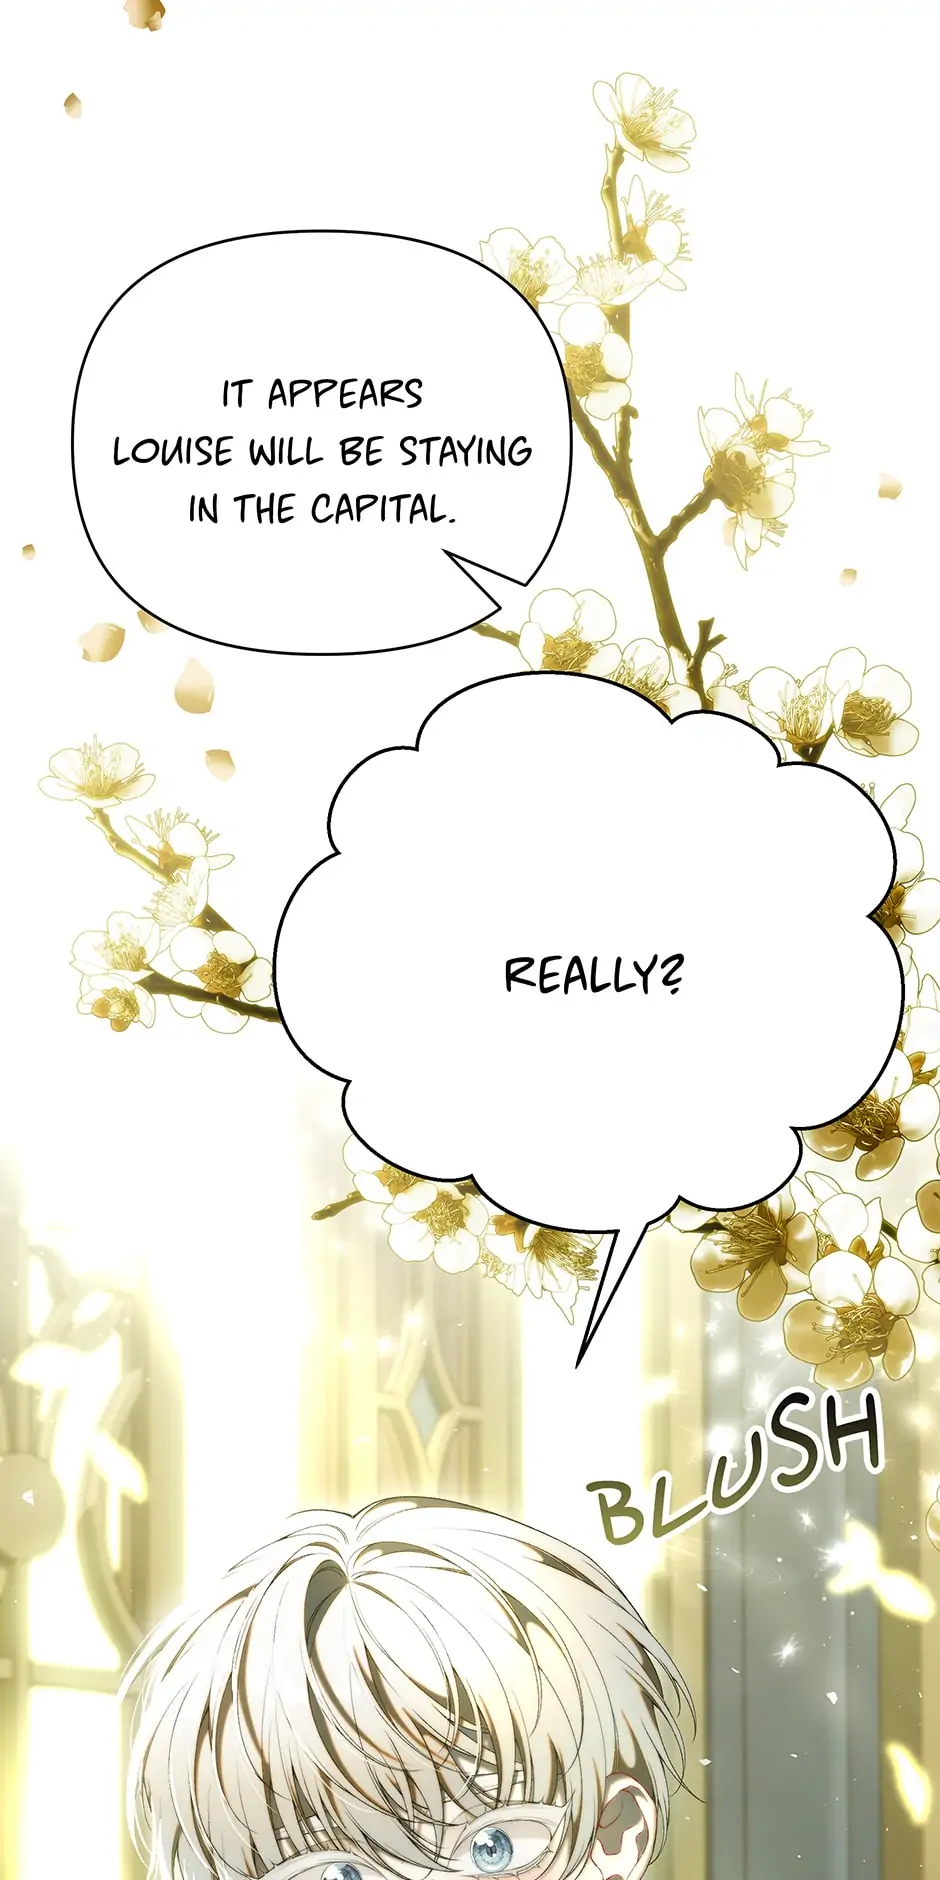 IT APPEARS
LOUISE WILL BE STAYING
IN THE CAPITAL.
REALLY?
BLUSH